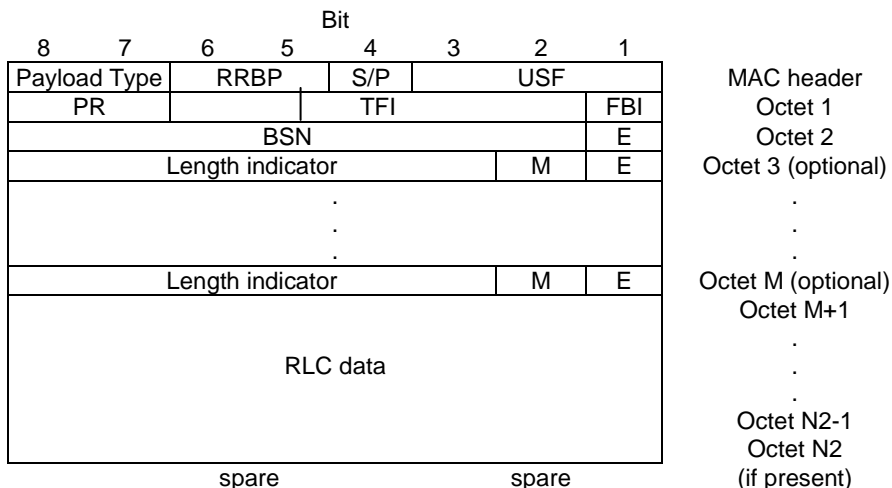 Bit
8 7 6 5 4 3 2 1
Payload Type RRBP S/P USF MAC header
PR TFI FBI Octet 1
BSN E Octet 2
Length indicator M E Octet 3 (optional)
. .
. .
. .
Length indicator M E Octet M (optional)
Octet M+1
.
RLC data .
.
Octet N2-1
Octet N2
spare spare (if present)